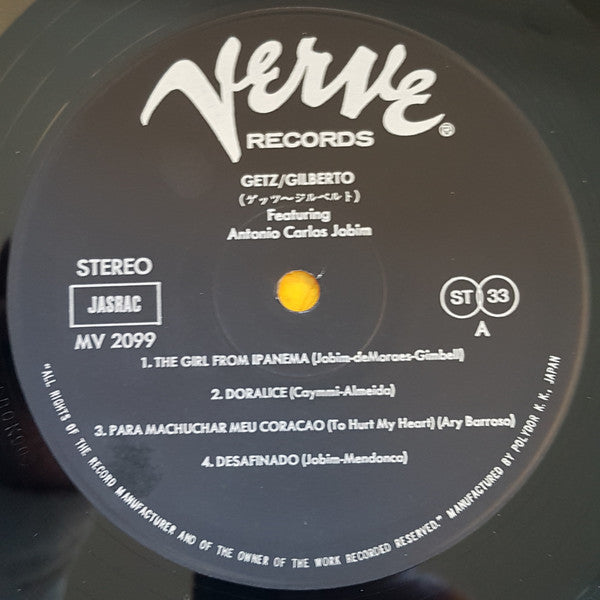 Verve
RECORDS®
GETZ/GILBERTO
(ゲッツ〜ジルベルト)
Featuring
Antonio Carlos Jobim
STEREO
JASRAC
MV 2099
ST 33
A
1. THE GIRL FROM IPANEMA (Jobim-deMoraes-Gimbell)
2. DORALICE (Caymmi-Almeida)
3. PARA MACHUCHAR MEU CORACAO (To Hurt My Heart) (Ary Barroso)
4. DESAFINADO (Jobim-Mendonca)
"ALL RIGHTS OF THE RECORD MANUFACTURER AND OF THE OWNER OF THE WORK RECORDED RESERVED." MANUFACTURED BY POLYDOR K. K. JAPAN